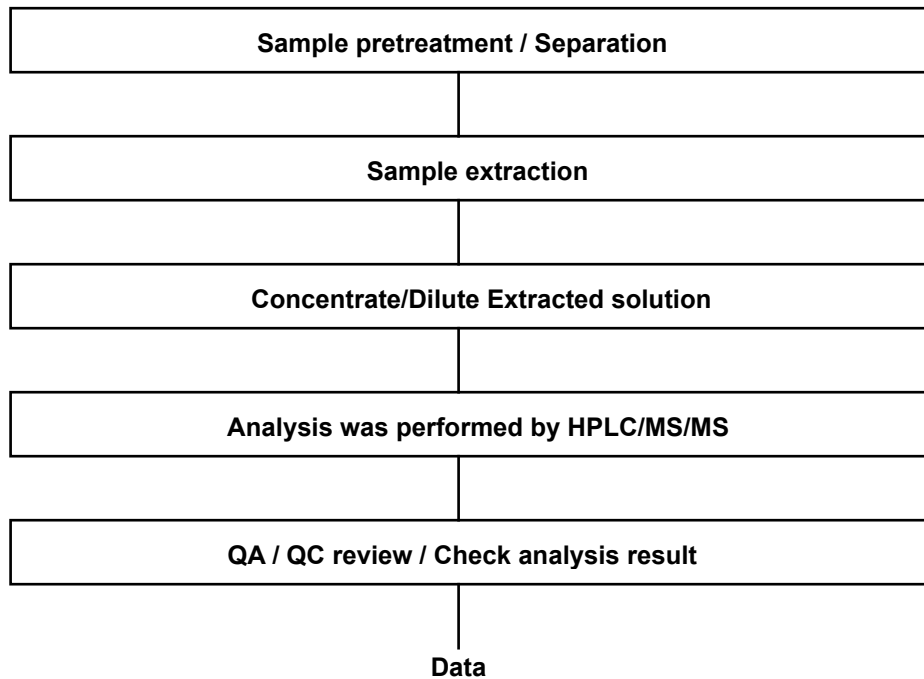 Sample pretreatment / Separation
Sample extraction
Concentrate/Dilute Extracted solution
Analysis was performed by HPLC/MS/MS
QA / QC review / Check analysis result
Data